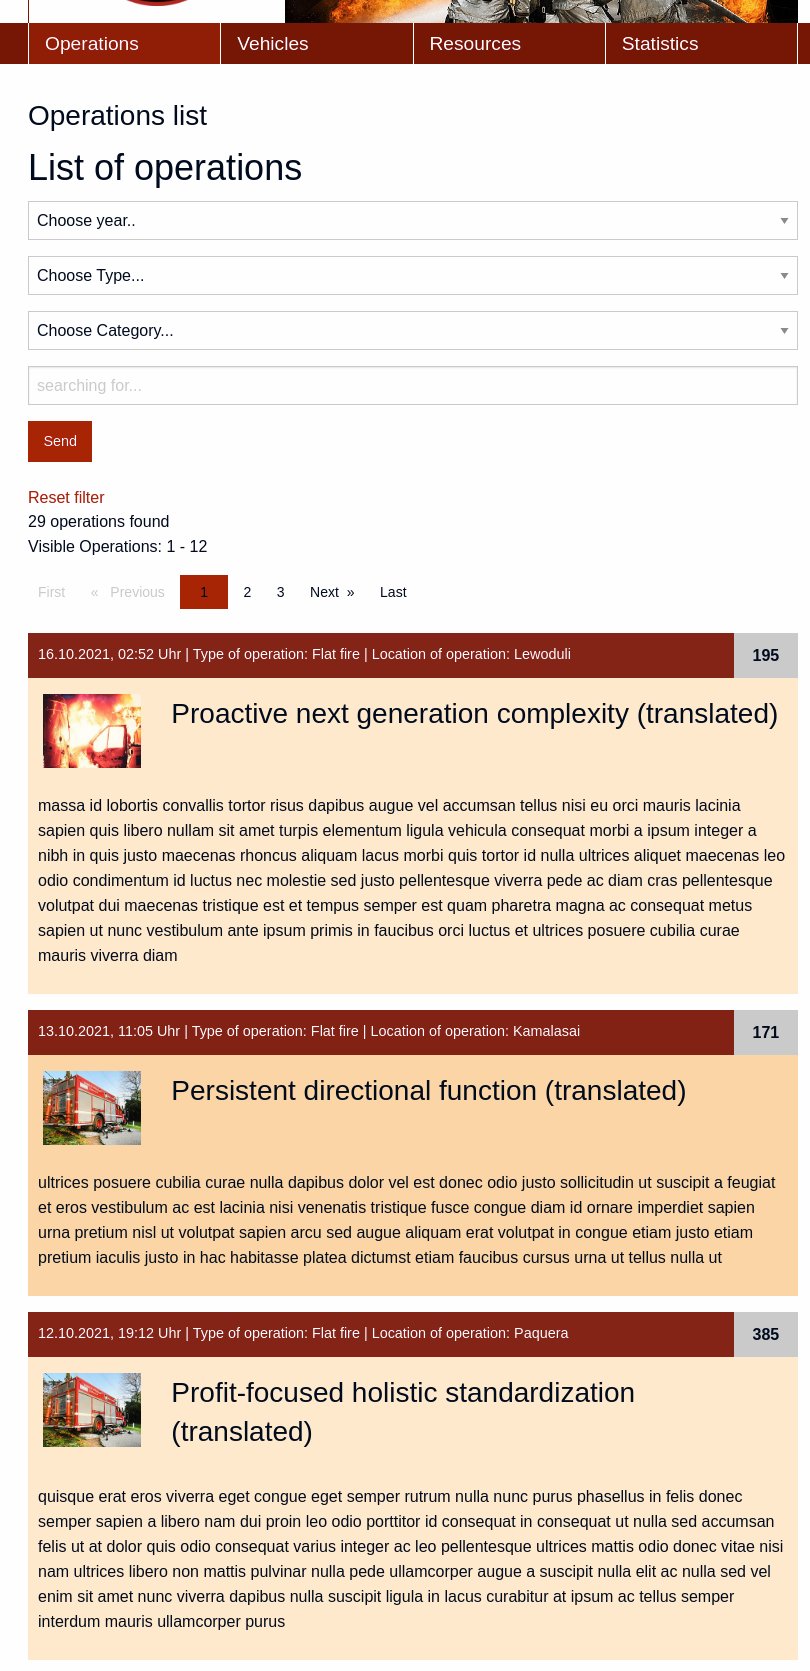 Operations
Vehicles
Resources
Statistics
Operations list
List of operations
Choose year..
Choose Type...
Choose Category...
searching for...
Send
Reset filter
29 operations found
Visible Operations: 1 - 12
First « Previous 1 2 3 Next » Last
16.10.2021, 02:52 Uhr | Type of operation: Flat fire | Location of operation: Lewoduli
195
Proactive next generation complexity (translated)
massa id lobortis convallis tortor risus dapibus augue vel accumsan tellus nisi eu orci mauris lacinia
sapien quis libero nullam sit amet turpis elementum ligula vehicula consequat morbi a ipsum integer a
nibh in quis justo maecenas rhoncus aliquam lacus morbi quis tortor id nulla ultrices aliquet maecenas leo
odio condimentum id luctus nec molestie sed justo pellentesque viverra pede ac diam cras pellentesque
volutpat dui maecenas tristique est et tempus semper est quam pharetra magna ac consequat metus
sapien ut nunc vestibulum ante ipsum primis in faucibus orci luctus et ultrices posuere cubilia curae
mauris viverra diam
13.10.2021, 11:05 Uhr | Type of operation: Flat fire | Location of operation: Kamalasai
171
Persistent directional function (translated)
ultrices posuere cubilia curae nulla dapibus dolor vel est donec odio justo sollicitudin ut suscipit a feugiat
et eros vestibulum ac est lacinia nisi venenatis tristique fusce congue diam id ornare imperdiet sapien
urna pretium nisl ut volutpat sapien arcu sed augue aliquam erat volutpat in congue etiam justo etiam
pretium iaculis justo in hac habitasse platea dictumst etiam faucibus cursus urna ut tellus nulla ut
12.10.2021, 19:12 Uhr | Type of operation: Flat fire | Location of operation: Paquera
385
Profit-focused holistic standardization
(translated)
quisque erat eros viverra eget congue eget semper rutrum nulla nunc purus phasellus in felis donec
semper sapien a libero nam dui proin leo odio porttitor id consequat in consequat ut nulla sed accumsan
felis ut at dolor quis odio consequat varius integer ac leo pellentesque ultrices mattis odio donec vitae nisi
nam ultrices libero non mattis pulvinar nulla pede ullamcorper augue a suscipit nulla elit ac nulla sed vel
enim sit amet nunc viverra dapibus nulla suscipit ligula in lacus curabitur at ipsum ac tellus semper
interdum mauris ullamcorper purus